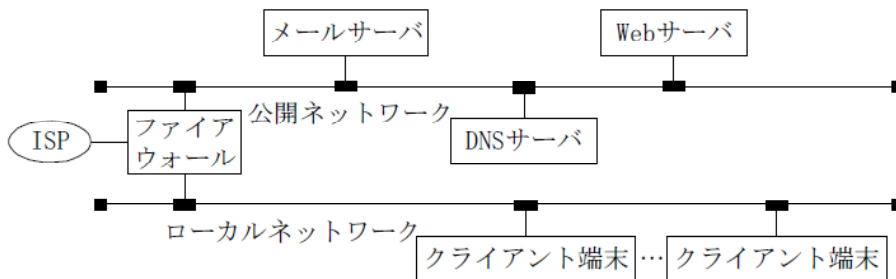 メールサーバ
Webサーバ
公開ネットワーク
ISP
ファイア
ウォール
DNSサーバ
ローカルネットワーク
クライアント端末
…
クライアント端末